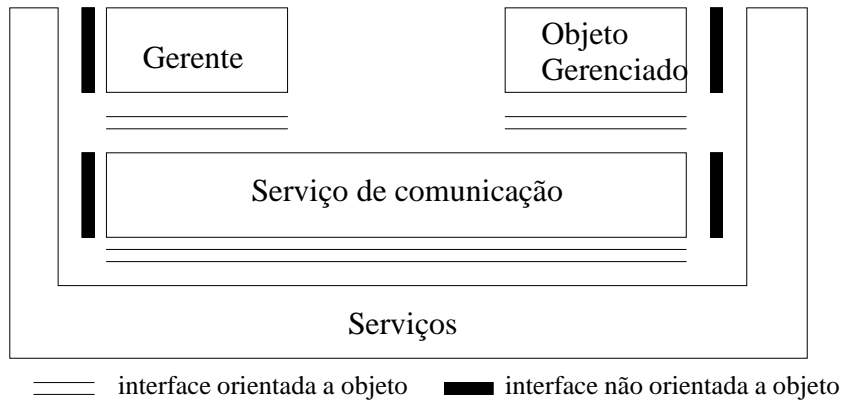 Gerente
Objeto
Gerenciado
Serviço de comunicação
Serviços
interface orientada a objeto
interface não orientada a objeto